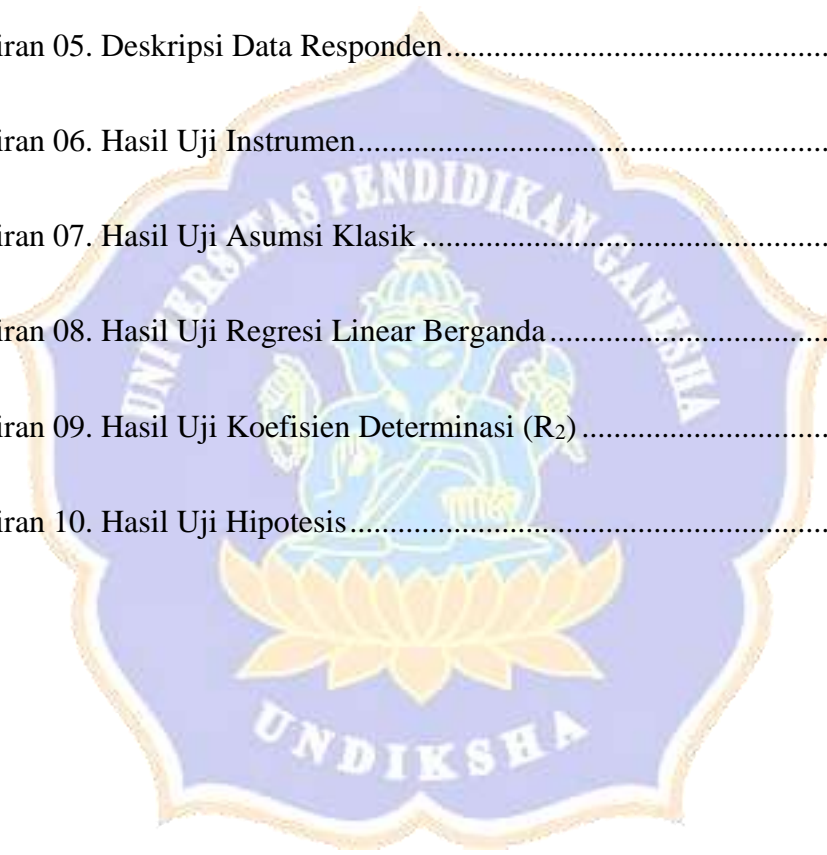 iran 05. Deskripsi Data Responden.......................................................
iran 06. Hasil Uji Instrumen...................................................................
UNIVERSITAS PENDIDIKAN GANESHA
iran 07. Hasil Uji Asumsi Klasik ............................................................
iran 08. Hasil Uji Regresi Linear Berganda............................................
iran 09. Hasil Uji Koefisien Determinasi (R₂) ........................................
iran 10. Hasil Uji Hipotesis....................................................................
UNDIKSHA